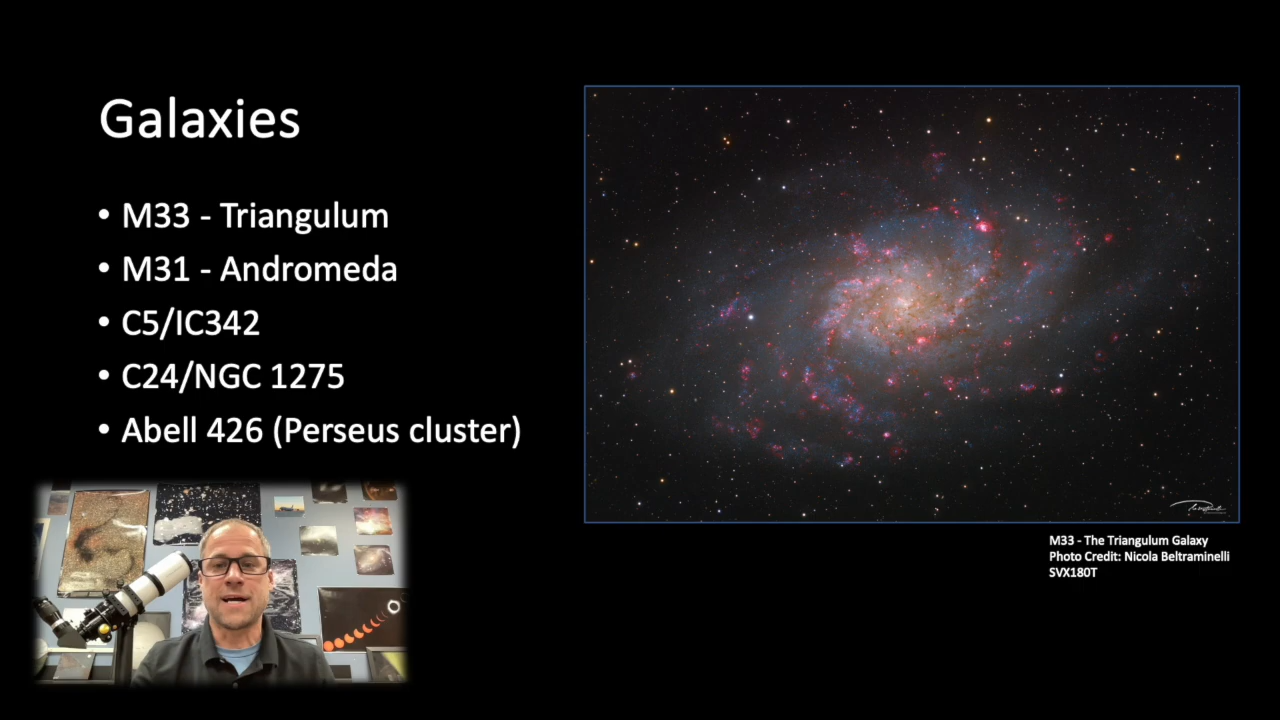 Galaxies
• M33 - Triangulum
• M31 - Andromeda
• C5/IC342
• C24/NGC 1275
• Abell 426 (Perseus cluster)
M33 - The Triangulum Galaxy
Photo Credit: Nicola Beltraminelli
SVX180T